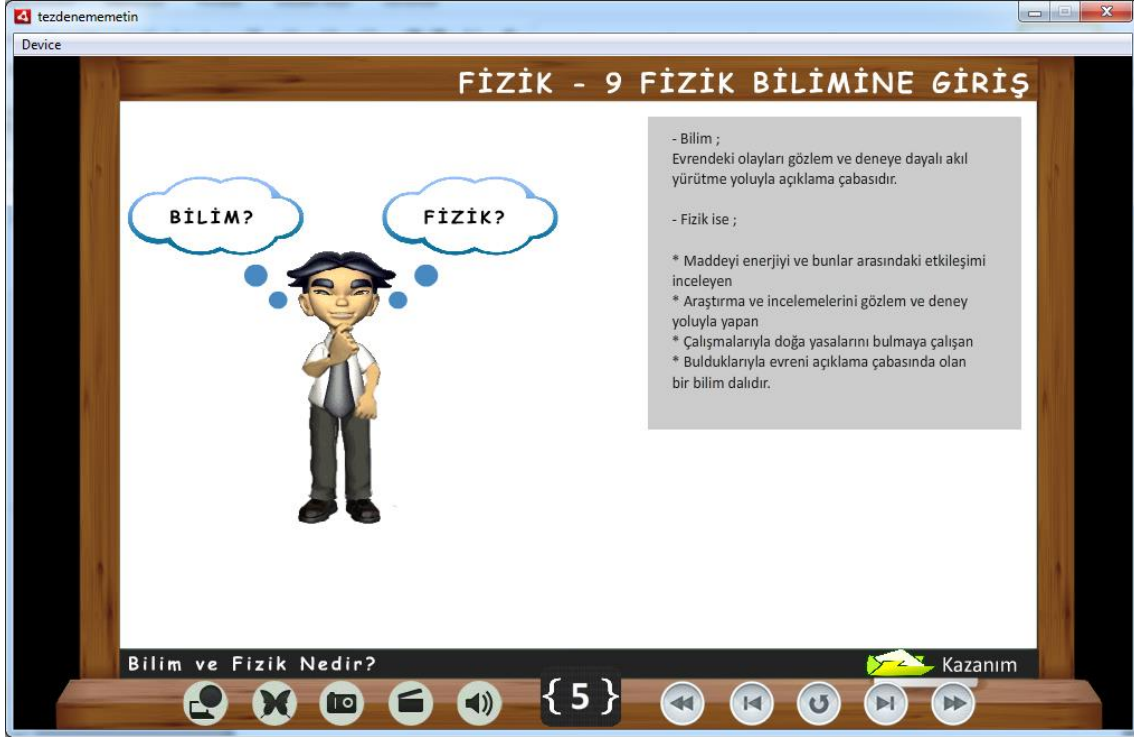 tezdenememetin
Device
FİZİK - 9 FİZİK BİLİMİNE GİRİŞ
BİLİM?
FİZİK?
- Bilim ;
Evrendeki olayları gözlem ve deneye dayalı akıl
yürütme yoluyla açıklama çabasıdır.
- Fizik ise ;
* Maddeyi enerjiyi ve bunlar arasındaki etkileşimi
inceleyen
* Araştırma ve incelemelerini gözlem ve deney
yoluyla yapan
* Çalışmalarıyla doğa yasalarını bulmaya çalışan
* Bulduklarıyla evreni açıklama çabasında olan
bir bilim dalıdır.
Bilim ve Fizik Nedir?
Kazanım
{5}